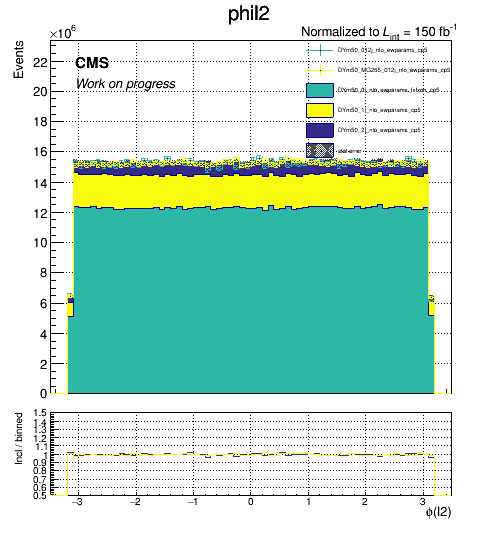 phil2
×10⁶
Normalized to L_int = 150 fb⁻¹
Events
CMS
Work on progress
DYm50_012j_nlo_ewparams_cp5
DYm50_MG265_012j_nlo_ewparams_cp5
DYm50_1j_nlo_ewparams_cp5
DYm50_2j_nlo_ewparams_cp5
22
20
18
16
14
12
10
8
6
4
2
0
Incl / binned
1.5
1.4
1.3
1.2
1.1
1
0.9
0.8
0.7
0.6
0.5
−3 −2 −1 0 1 2 3
ϕ(l2)